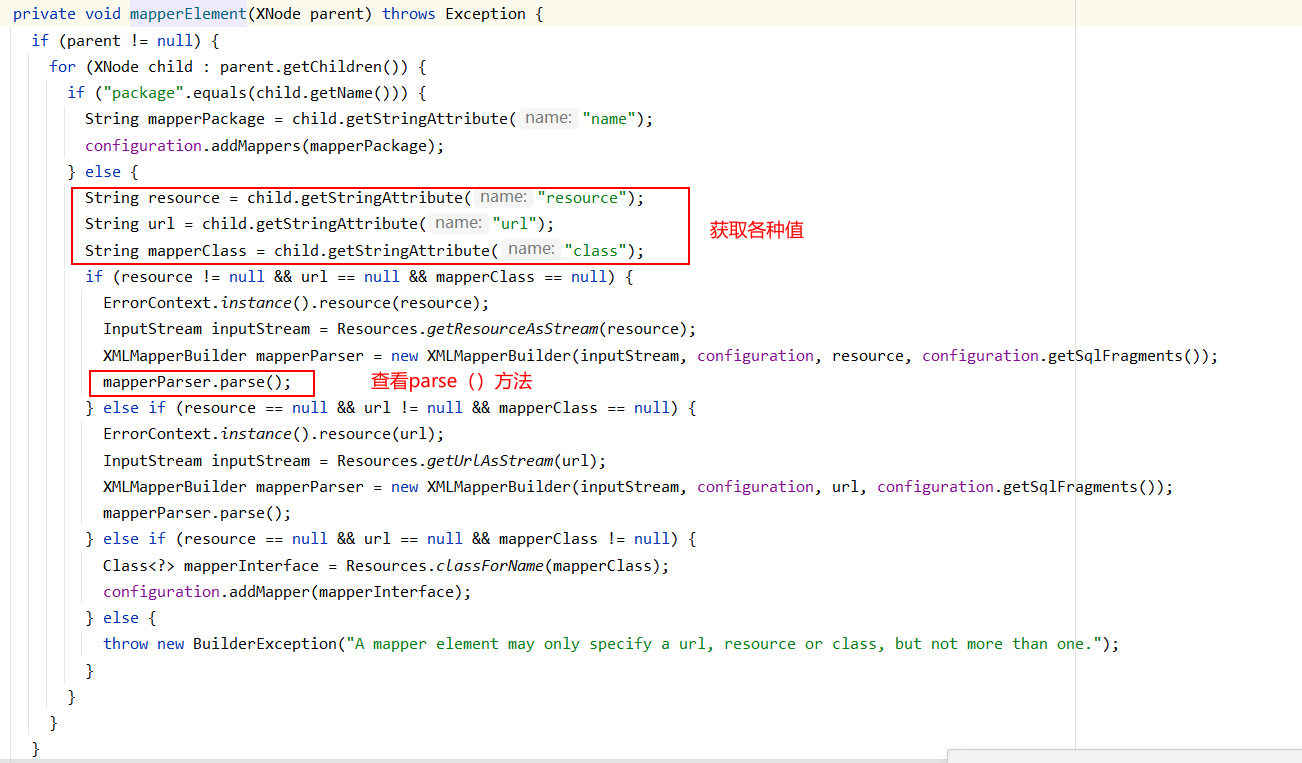 private void mapperElement(XNode parent) throws Exception {
if (parent != null) {
for (XNode child : parent.getChildren()) {
if ("package".equals(child.getName())) {
String mapperPackage = child.getStringAttribute( name: "name");
configuration.addMappers(mapperPackage);
} else {
String resource = child.getStringAttribute( name: "resource");
String url = child.getStringAttribute( name: "url");
获取各种值
String mapperClass = child.getStringAttribute( name: "class");
if (resource != null && url == null && mapperClass == null) {
ErrorContext.instance().resource(resource);
InputStream inputStream = Resources.getResourceAsStream(resource);
XMLMapperBuilder mapperParser = new XMLMapperBuilder(inputStream, configuration, resource, configuration.getSqlFragments());
mapperParser.parse(); 查看parse（）方法
} else if (resource == null && url != null && mapperClass == null) {
ErrorContext.instance().resource(url);
InputStream inputStream = Resources.getUrlAsStream(url);
XMLMapperBuilder mapperParser = new XMLMapperBuilder(inputStream, configuration, url, configuration.getSqlFragments());
mapperParser.parse();
} else if (resource == null && url == null && mapperClass != null) {
Class<?> mapperInterface = Resources.classForName(mapperClass);
configuration.addMapper(mapperInterface);
} else {
throw new BuilderException("A mapper element may only specify a url, resource or class, but not more than one.");
}
}
}
}